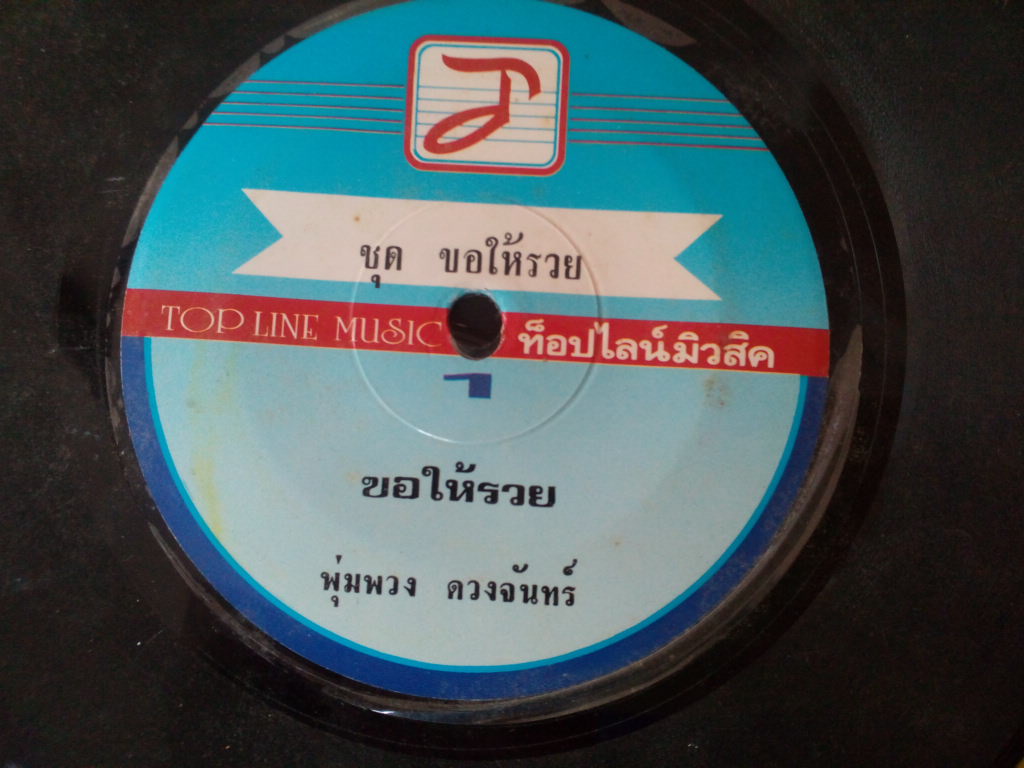 ชุด ขอให้รวย
TOP LINE MUSIC ท็อปไลน์มิวสิค
1
ขอให้รวย
พุ่มพวง ดวงจันทร์